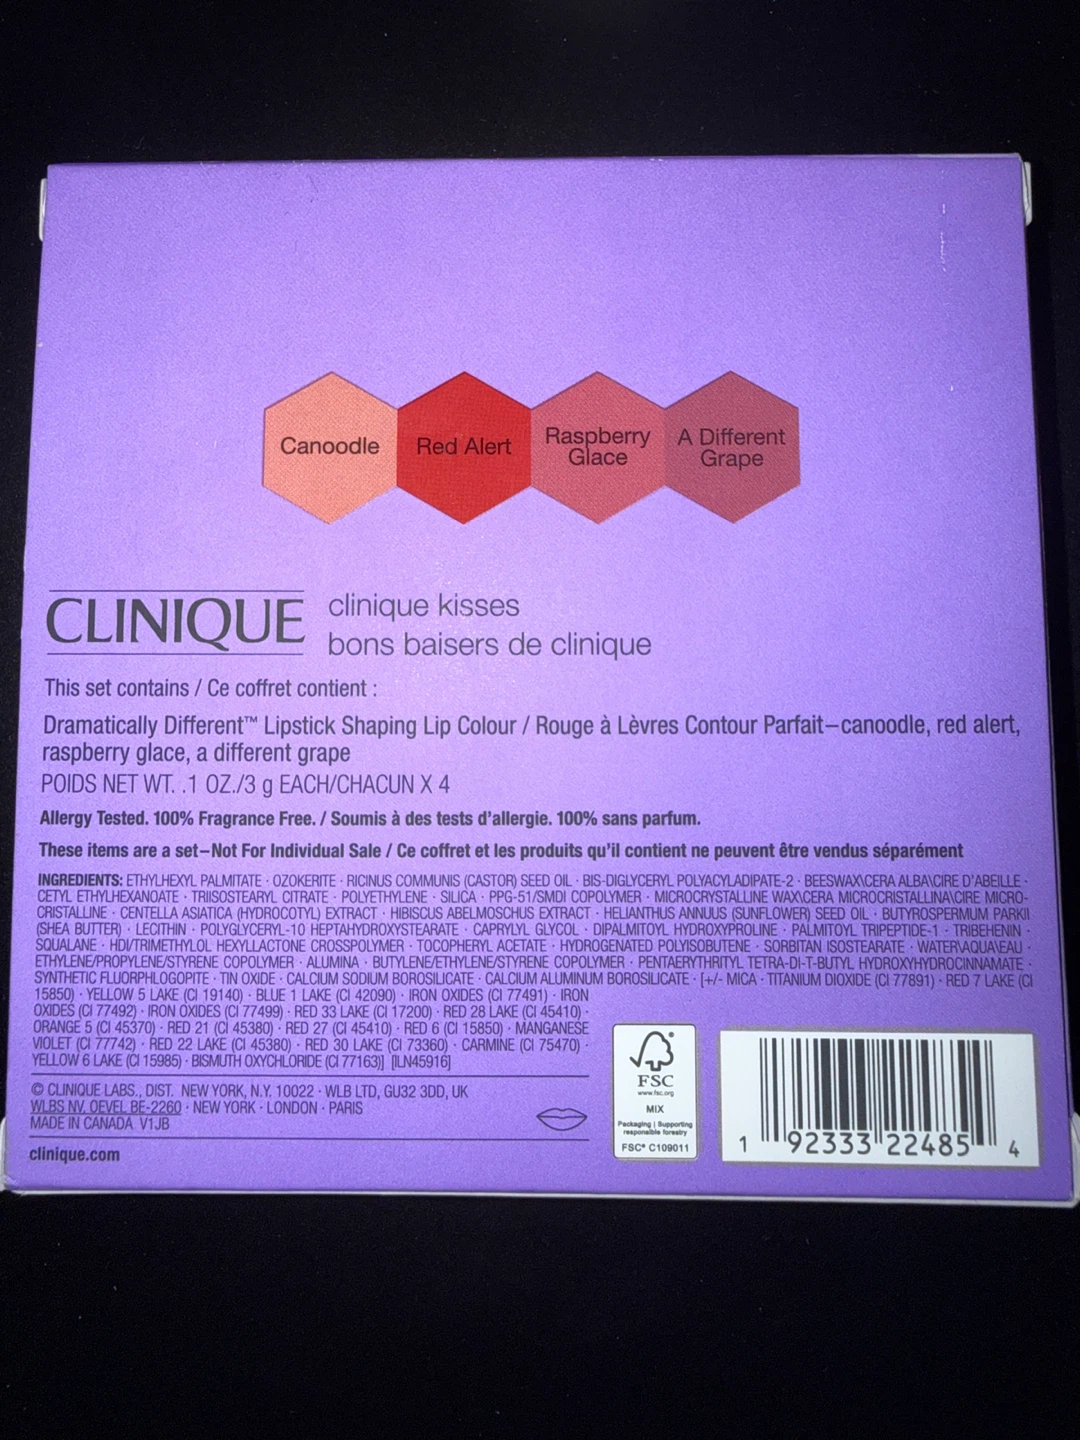 Canoodle
Red Alert
Raspberry
Glace
A Different
Grape
CLINIQUE
clinique kisses
bons baisers de clinique
This set contains / Ce coffret contient :
Dramatically Different™ Lipstick Shaping Lip Colour / Rouge à Lèvres Contour Parfait–canoodle, red alert,
raspberry glace, a different grape
POIDS NET WT. .1 OZ./3 g EACH/CHACUN X 4
Allergy Tested. 100% Fragrance Free. / Soumis à des tests d'allergie. 100% sans parfum.
These items are a set–Not For Individual Sale / Ce coffret et les produits qu'il contient ne peuvent être vendus séparément
INGREDIENTS: ETHYLHEXYL PALMITATE · OZOKERITE · RICINUS COMMUNIS (CASTOR) SEED OIL · BIS-DIGLYCERYL POLYACYLADIPATE-2 · BEESWAX\CERA ALBA\CIRE D'ABEILLE ·
CETYL ETHYLHEXANOATE · TRIISOSTEARYL CITRATE · POLYETHYLENE · SILICA · PPG-51/SMDI COPOLYMER · MICROCRYSTALLINE WAX\CERA MICROCRISTALLINA\CIRE MICRO-
CRISTALLINE · CENTELLA ASIATICA (HYDROCOTYL) EXTRACT · HIBISCUS ABELMOSCHUS EXTRACT · HELIANTHUS ANNUUS (SUNFLOWER) SEED OIL · BUTYROSPERMUM PARKII
(SHEA BUTTER) · LECITHIN · POLYGLYCERYL-10 HEPTAHYDROXYSTEARATE · CAPRYLYL GLYCOL · DIPALMITOYL HYDROXYPROLINE · PALMITOYL TRIPEPTIDE-1 · TRIBEHENIN ·
SQUALANE · HDI/TRIMETHYLOL HEXYLLACTONE CROSSPOLYMER · TOCOPHERYL ACETATE · HYDROGENATED POLYISOBUTENE · SORBITAN ISOSTEARATE · WATER\AQUA\EAU ·
ETHYLENE/PROPYLENE/STYRENE COPOLYMER · ALUMINA · BUTYLENE/ETHYLENE/STYRENE COPOLYMER · PENTAERYTHRITYL TETRA-DI-T-BUTYL HYDROXYHYDROCINNAMATE ·
SYNTHETIC FLUORPHLOGOPITE · TIN OXIDE · CALCIUM SODIUM BOROSILICATE · CALCIUM ALUMINUM BOROSILICATE · [+/- MICA · TITANIUM DIOXIDE (CI 77891) · RED 7 LAKE (CI
15850) · YELLOW 5 LAKE (CI 19140) · BLUE 1 LAKE (CI 42090) · IRON OXIDES (CI 77491) · IRON
OXIDES (CI 77492) · IRON OXIDES (CI 77499) · RED 33 LAKE (CI 17200) · RED 28 LAKE (CI 45410) ·
ORANGE 5 (CI 45370) · RED 21 (CI 45380) · RED 27 (CI 45410) · RED 6 (CI 15850) · MANGANESE
VIOLET (CI 77742) · RED 22 LAKE (CI 45380) · RED 30 LAKE (CI 73360) · CARMINE (CI 75470) ·
YELLOW 6 LAKE (CI 15985) · BISMUTH OXYCHLORIDE (CI 77163)] [ILN45916]
© CLINIQUE LABS., DIST. NEW YORK, N.Y. 10022 · WLB LTD, GU32 3DD, UK
WLBS NV. OEVEL BE-2260 · NEW YORK · LONDON · PARIS
MADE IN CANADA V1JB
clinique.com
FSC
www.fsc.org
MIX
Packaging | Supporting
responsible forestry
FSC® C109011
1 92333 22485 4